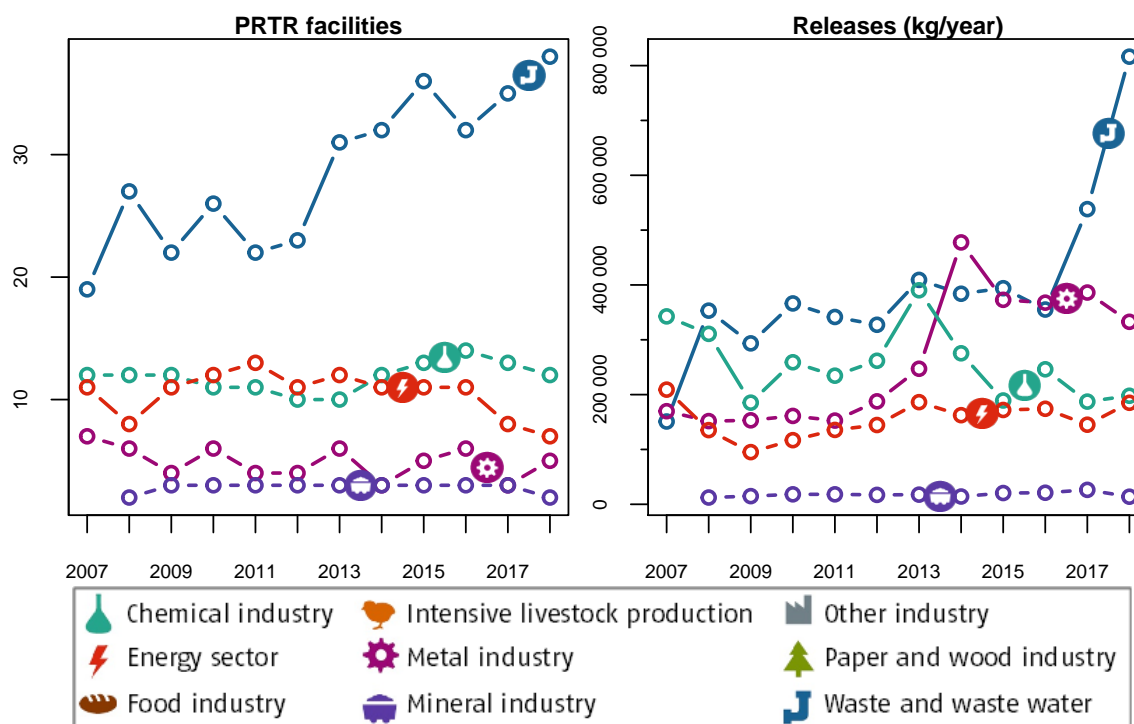 PRTR facilities
Releases (kg/year)
30
20
10
800 000
600 000
400 000
200 000
0
2007 2009 2011 2013 2015 2017
2007 2009 2011 2013 2015 2017
Chemical industry Intensive livestock production Other industry
Energy sector Metal industry Paper and wood industry
Food industry Mineral industry Waste and waste water